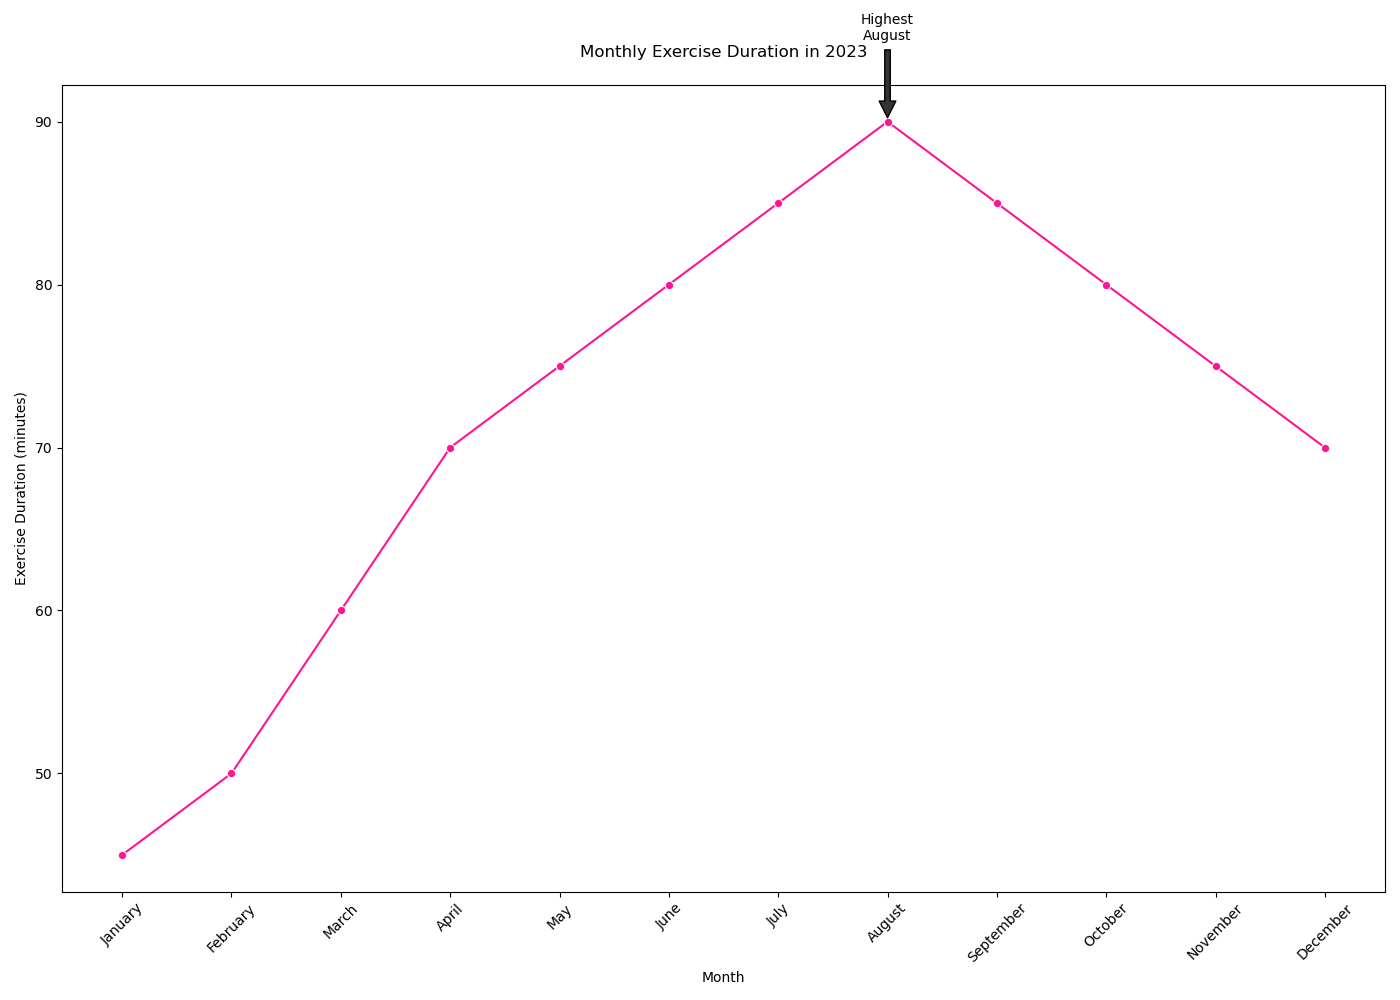 Highest
August
Monthly Exercise Duration in 2023
Exercise Duration (minutes)
90
80
70
60
50
January
February
March
April
May
June
July
August
September
October
November
December
Month